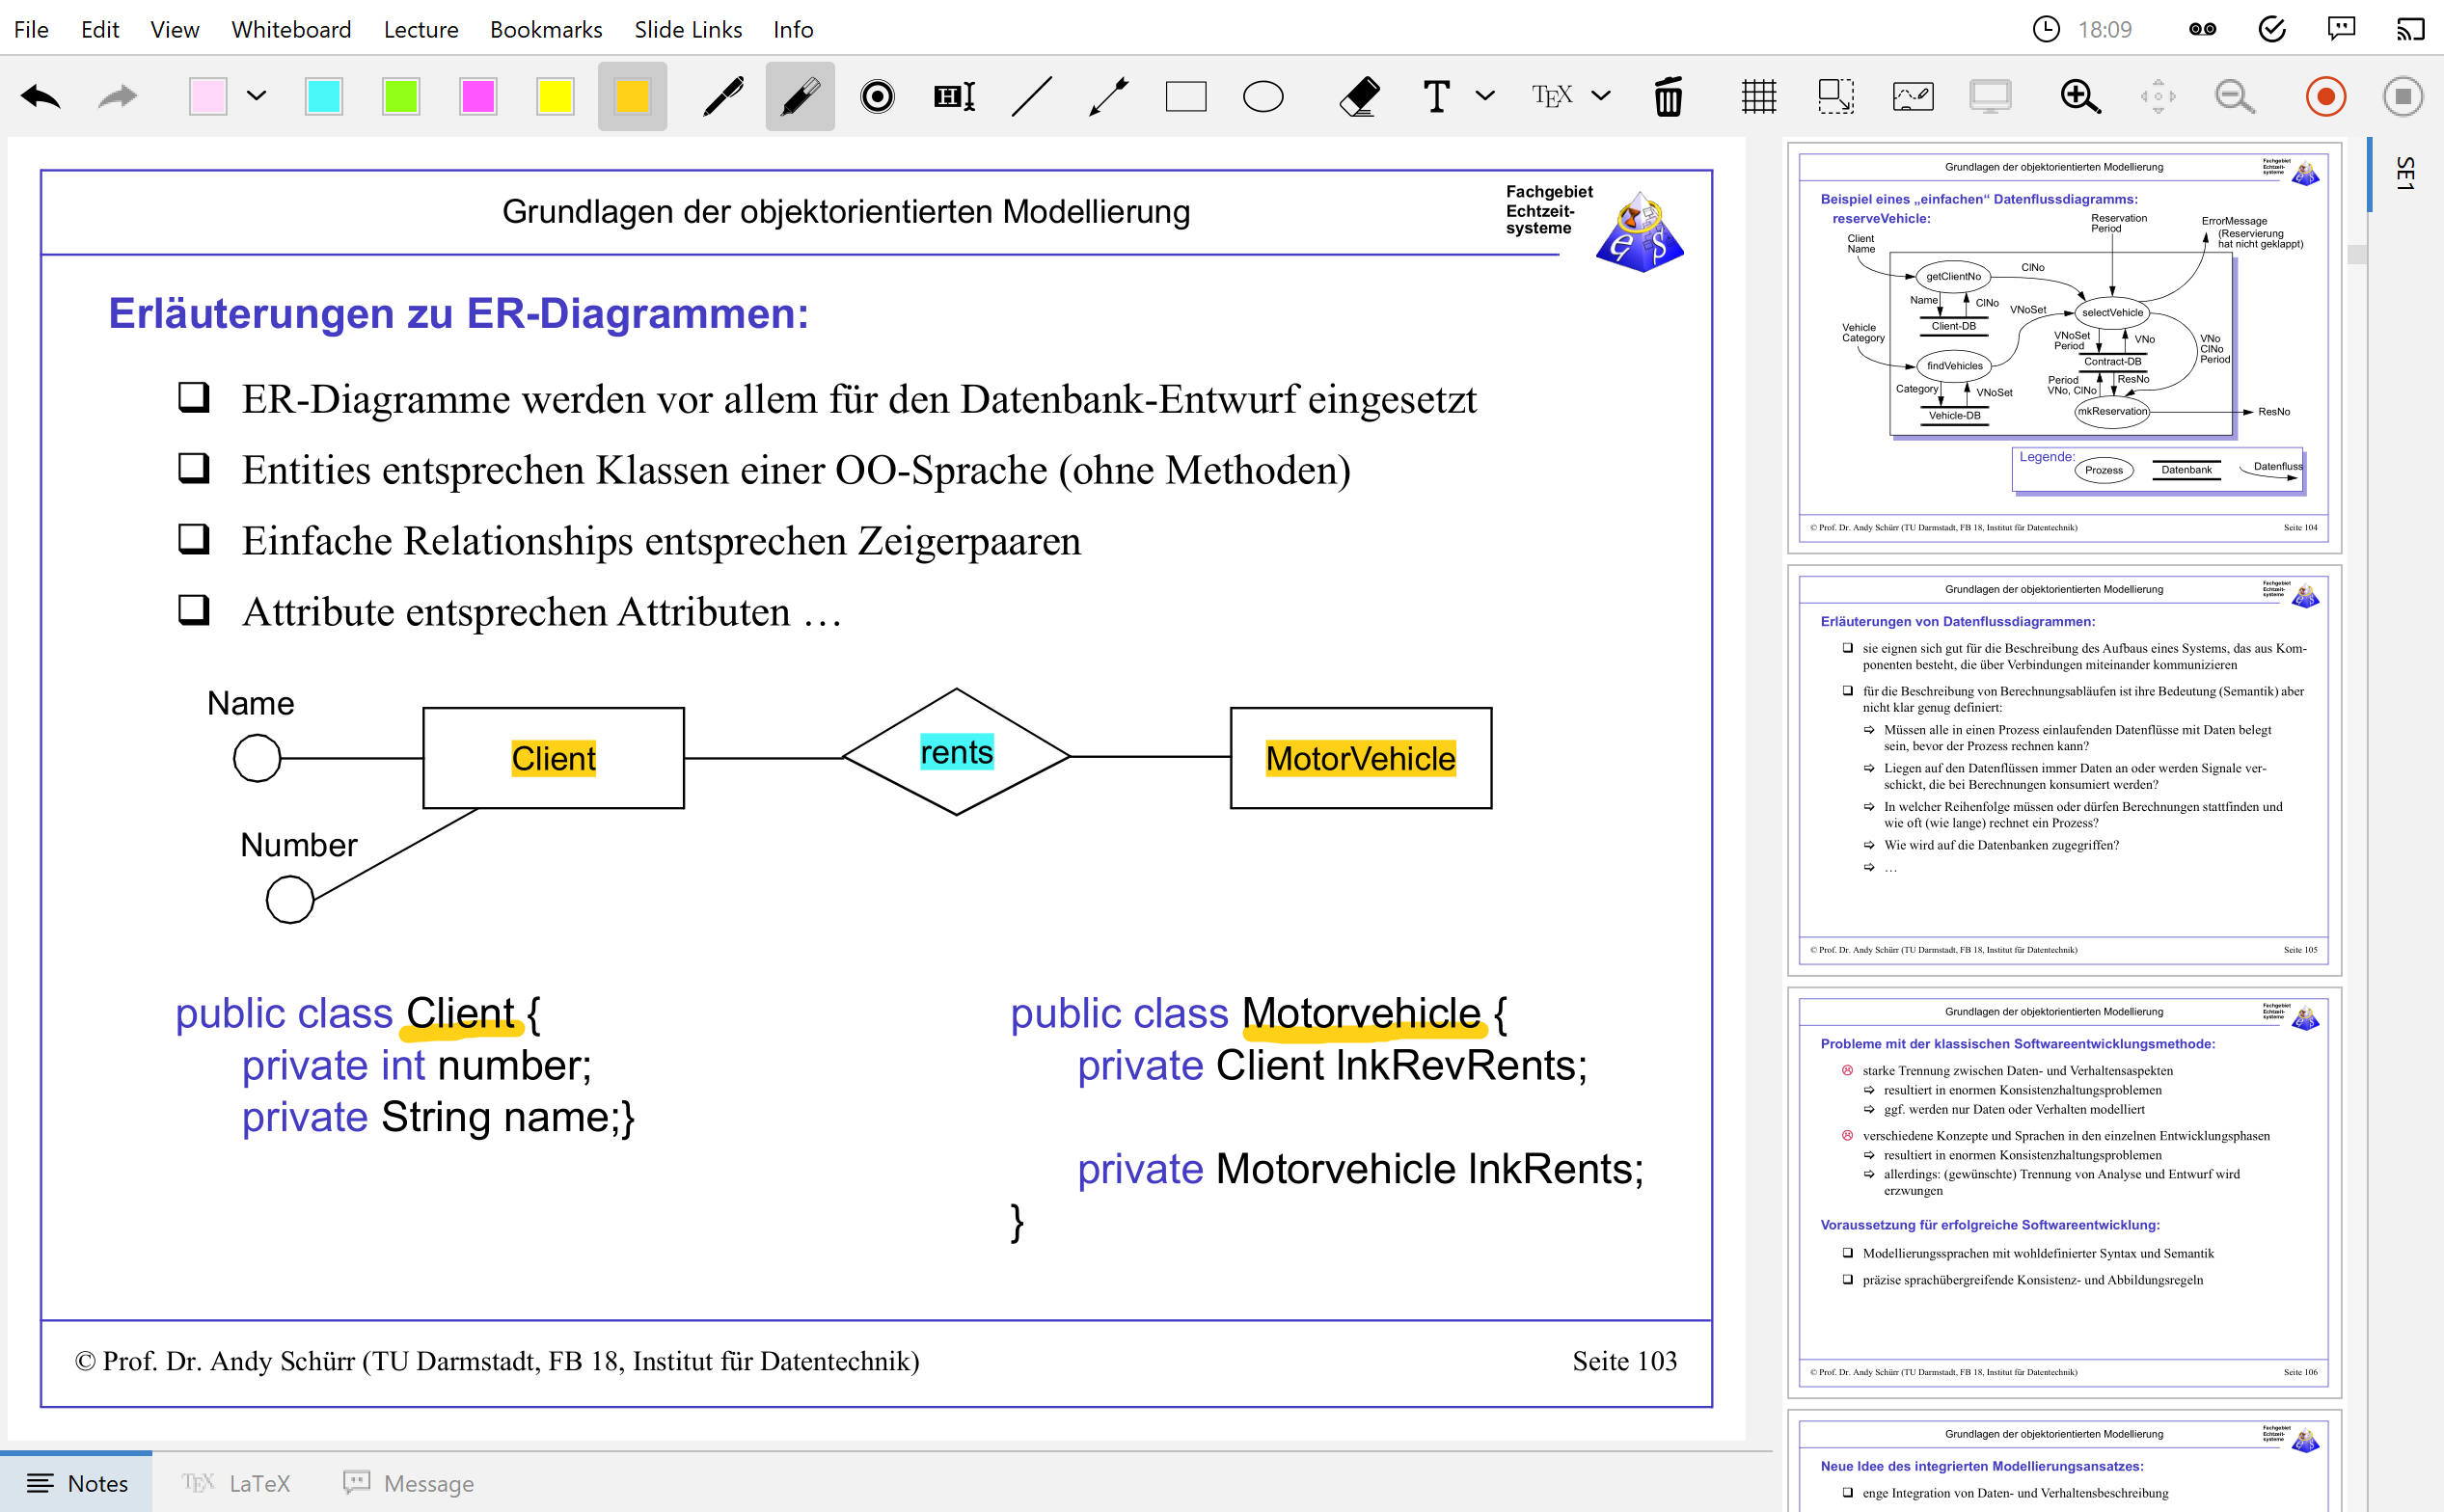 File Edit View Whiteboard Lecture Bookmarks Slide Links Info 18:09
T TEX
Grundlagen der objektorientierten Modellierung
Fachgebiet
Echtzeit-
systeme
Erläuterungen zu ER-Diagrammen:
ER-Diagramme werden vor allem für den Datenbank-Entwurf eingesetzt
Entities entsprechen Klassen einer OO-Sprache (ohne Methoden)
Einfache Relationships entsprechen Zeigerpaaren
Attribute entsprechen Attributen …
Name
Client rents MotorVehicle
Number
public class Client {
private int number;
private String name;}
public class Motorvehicle {
private Client lnkRevRents;
private Motorvehicle lnkRents;
}
© Prof. Dr. Andy Schürr (TU Darmstadt, FB 18, Institut für Datentechnik) Seite 103
Notes LaTeX Message
Grundlagen der objektorientierten Modellierung
Fachgebiet
Echtzeit-
systeme
Beispiel eines „einfachen“ Datenflussdiagramms:
reserveVehicle:
Reservation
Period
ErrorMessage
(Reservierung
hat nicht geklappt)
Client
Name
getClientNo
ClNo
Name
ClNo
Client-DB
VNoSet
selectVehicle
Vehicle
Category
VNoSet
Period
VNo
VNo
ClNo
Period
Contract-DB
findVehicles
Category
VNoSet
Period
VNo, ClNo
ResNo
Vehicle-DB
mkReservation
ResNo
Legende:
Prozess
Datenbank
Datenfluss
© Prof. Dr. Andy Schürr (TU Darmstadt, FB 18, Institut für Datentechnik) Seite 104
Grundlagen der objektorientierten Modellierung
Fachgebiet
Echtzeit-
systeme
Erläuterungen von Datenflussdiagrammen:
sie eignen sich gut für die Beschreibung des Aufbaus eines Systems, das aus Kom-
ponenten besteht, die über Verbindungen miteinander kommunizieren
für die Beschreibung von Berechnungsabläufen ist ihre Bedeutung (Semantik) aber
nicht klar genug definiert:
Müssen alle in einen Prozess einlaufenden Datenflüsse mit Daten belegt
sein, bevor der Prozess rechnen kann?
Liegen auf den Datenflüssen immer Daten an oder werden Signale ver-
schickt, die bei Berechnungen konsumiert werden?
In welcher Reihenfolge müssen oder dürfen Berechnungen stattfinden und
wie oft (wie lange) rechnet ein Prozess?
Wie wird auf die Datenbanken zugegriffen?
…
© Prof. Dr. Andy Schürr (TU Darmstadt, FB 18, Institut für Datentechnik) Seite 105
Grundlagen der objektorientierten Modellierung
Fachgebiet
Echtzeit-
systeme
Probleme mit der klassischen Softwareentwicklungsmethode:
starke Trennung zwischen Daten- und Verhaltensaspekten
resultiert in enormen Konsistenzhaltungsproblemen
ggf. werden nur Daten oder Verhalten modelliert
verschiedene Konzepte und Sprachen in den einzelnen Entwicklungsphasen
resultiert in enormen Konsistenzhaltungsproblemen
allerdings: (gewünschte) Trennung von Analyse und Entwurf wird
erzwungen
Voraussetzung für erfolgreiche Softwareentwicklung:
Modellierungssprachen mit wohldefinierter Syntax und Semantik
präzise sprachübergreifende Konsistenz- und Abbildungsregeln
© Prof. Dr. Andy Schürr (TU Darmstadt, FB 18, Institut für Datentechnik) Seite 106
Grundlagen der objektorientierten Modellierung
Fachgebiet
Echtzeit-
systeme
Neue Idee des integrierten Modellierungsansatzes:
enge Integration von Daten- und Verhaltensbeschreibung
SE1